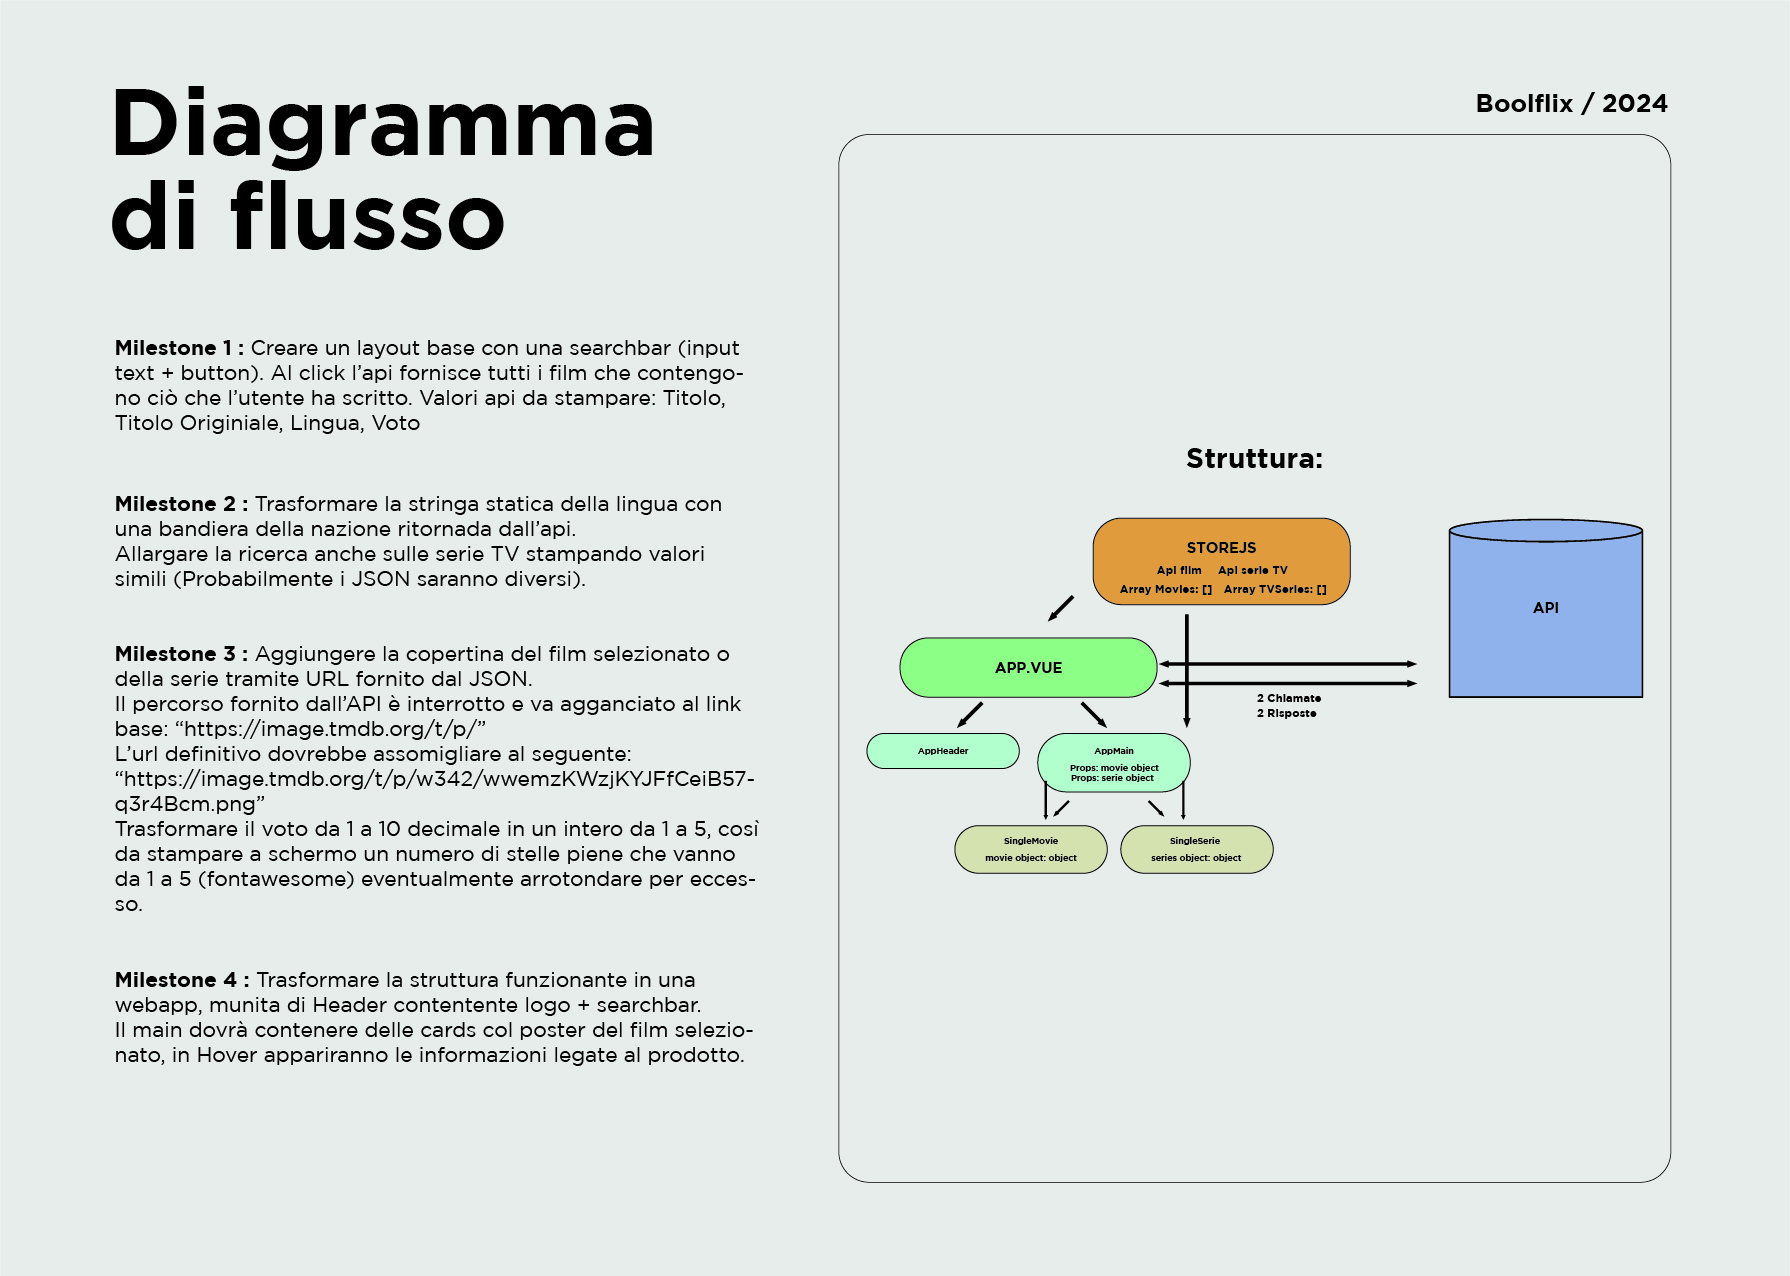 Diagramma
di flusso
Milestone 1 : Creare un layout base con una searchbar (input
text + button). Al click l’api fornisce tutti i film che contengo-
no ciò che l’utente ha scritto. Valori api da stampare: Titolo,
Titolo Originiale, Lingua, Voto
Milestone 2 : Trasformare la stringa statica della lingua con
una bandiera della nazione ritornada dall’api.
Allargare la ricerca anche sulle serie TV stampando valori
simili (Probabilmente i JSON saranno diversi).
Milestone 3 : Aggiungere la copertina del film selezionato o
della serie tramite URL fornito dal JSON.
Il percorso fornito dall’API è interrotto e va agganciato al link
base: “https://image.tmdb.org/t/p/”
L’url definitivo dovrebbe assomigliare al seguente:
“https://image.tmdb.org/t/p/w342/wwemzKWzjKYJFfCeiB57-
q3r4Bcm.png”
Trasformare il voto da 1 a 10 decimale in un intero da 1 a 5, così
da stampare a schermo un numero di stelle piene che vanno
da 1 a 5 (fontawesome) eventualmente arrotondare per ecces-
so.
Milestone 4 : Trasformare la struttura funzionante in una
webapp, munita di Header contentente logo + searchbar.
Il main dovrà contenere delle cards col poster del film selezio-
nato, in Hover appariranno le informazioni legate al prodotto.
Boolflix / 2024
Struttura:
STOREJS
Api film Api serie TV
Array Movies: [] Array TVSeries: []
API
APP.VUE
2 Chiamate
2 Risposte
AppHeader
AppMain
Props: movie object
Props: serie object
SingleMovie
movie object: object
SingleSerie
series object: object